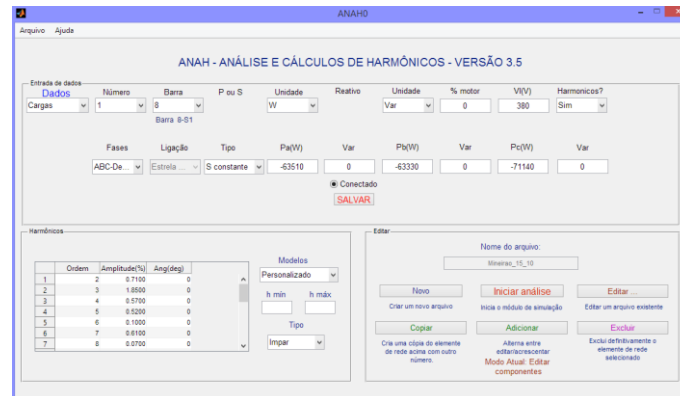 ANAH0
Arquivo Ajuda
ANAH - ANÁLISE E CÁLCULOS DE HARMÔNICOS - VERSÃO 3.5
Entrada de dados
Dados Número Barra P ou S Unidade Reativo Unidade % motor Vl(V) Harmonicos?
Cargas 1 8 W Var 0 380 Sim
Barra 8-S1
Fases Ligação Tipo Pa(W) Var Pb(W) Var Pc(W) Var
ABC-De... Estrela ... S constante -63510 0 -63330 0 -71140 0
Conectado
SALVAR
Harmônicos
Ordem Amplitude(%) Ang(deg)
1 2 0.7100 0
2 3 1.8500 0
3 4 0.5700 0
4 5 0.5200 0
5 6 0.1000 0
6 7 0.6100 0
7 8 0.0700 0
Modelos
Personalizado
h mín h máx
Tipo
Impar
Editar
Nome do arquivo:
Mineirao_15_10
Novo Iniciar análise Editar ...
Criar um novo arquivo Inicia o módulo de simulação Editar um arquivo existente
Copiar Adicionar Excluir
Cria uma cópia do elemento de rede acima com outro número.
Alterna entre editar/acrescentar
Modo Atual: Editar componentes
Exclui definitivamente o elemento de rede selecionado